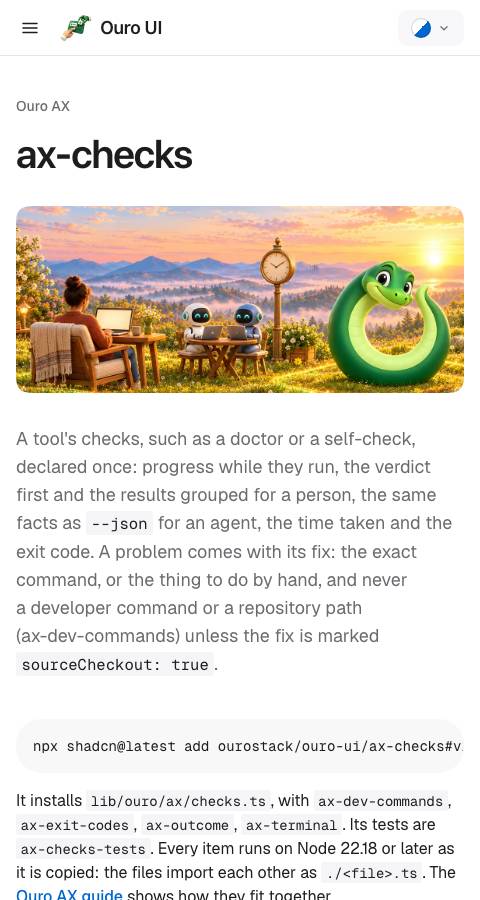 Ouro UI
Ouro AX
ax-checks
A tool's checks, such as a doctor or a self-check,
declared once: progress while they run, the verdict
first and the results grouped for a person, the same
facts as --json for an agent, the time taken and the
exit code. A problem comes with its fix: the exact
command, or the thing to do by hand, and never
a developer command or a repository path
(ax-dev-commands) unless the fix is marked
sourceCheckout: true.
npx shadcn@latest add ourostack/ouro-ui/ax-checks#v
It installs lib/ouro/ax/checks.ts, with ax-dev-commands,
ax-exit-codes, ax-outcome, ax-terminal. Its tests are
ax-checks-tests. Every item runs on Node 22.18 or later as
it is copied: the files import each other as ./<file>.ts. The
Ouro AX guide shows how they fit together.